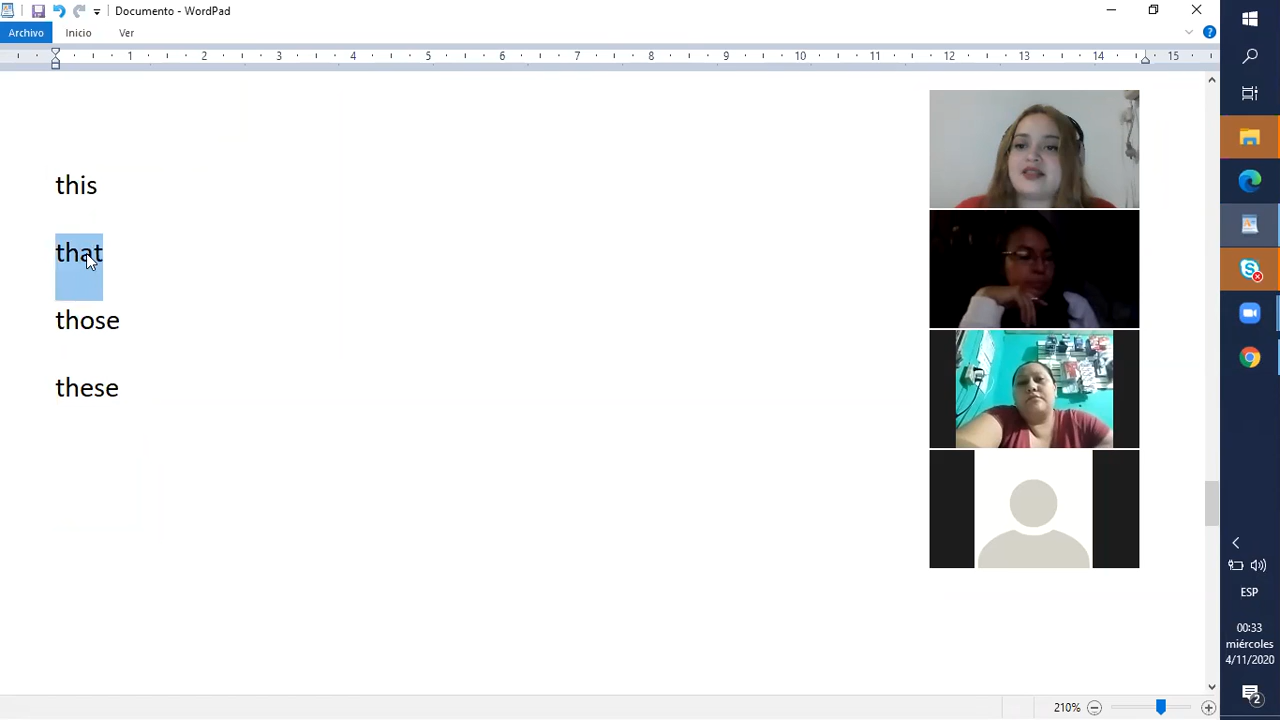 Documento - WordPad
Archivo Inicio Ver
1 2 3 4 5 6 7 8 9 10 11 12 13 14 15
this
that
those
these
ESP
00:33
miércoles
4/11/2020
2
210%